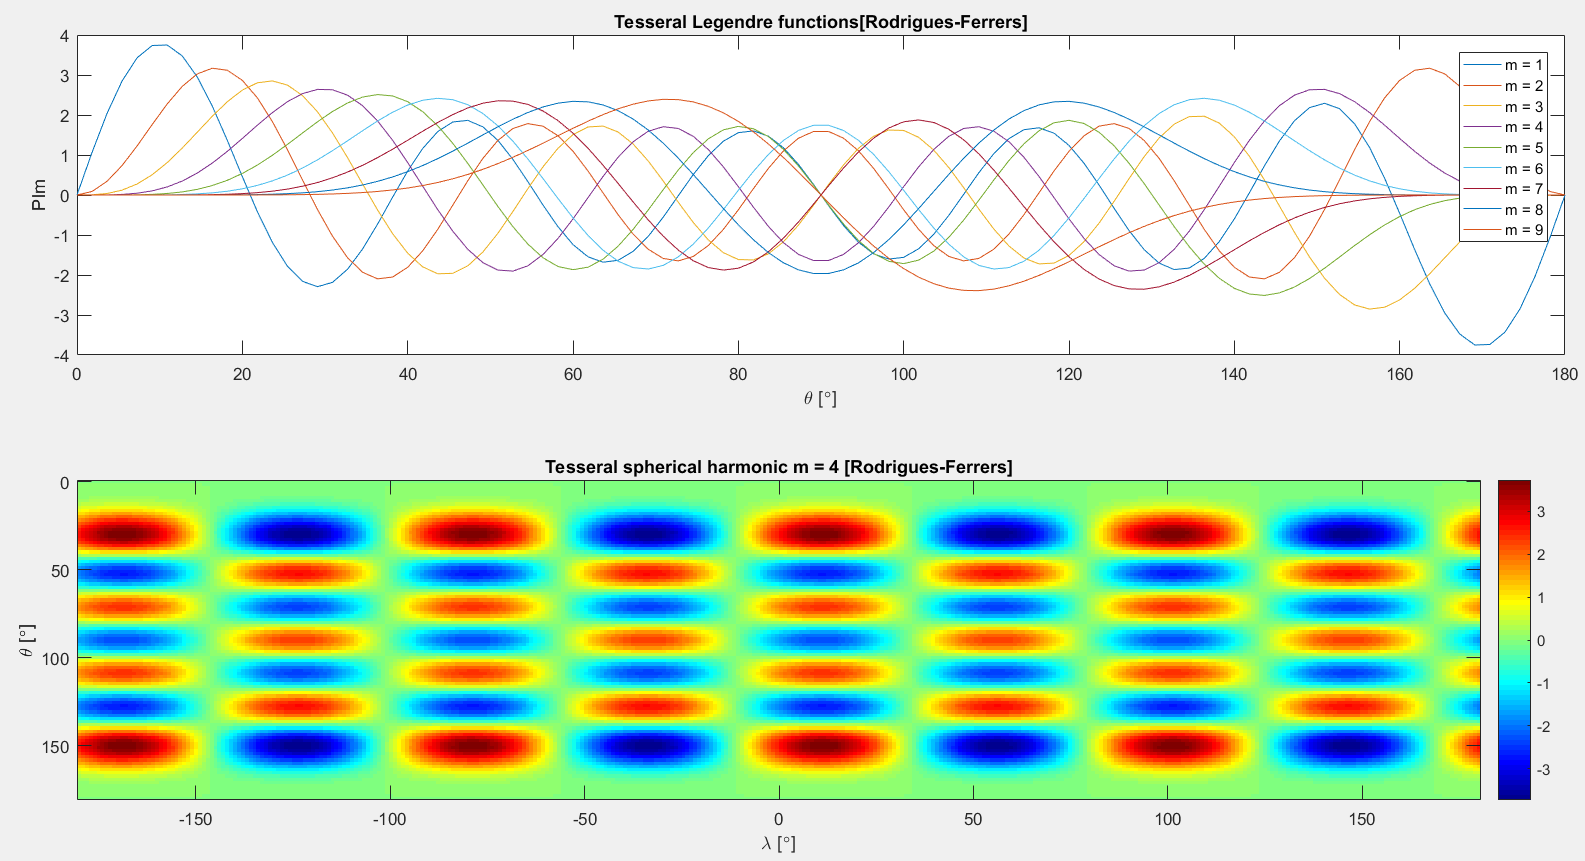 Tesseral Legendre functions[Rodrigues-Ferrers]
4
3
2
1
0
-1
-2
-3
-4
Plm
m = 1
m = 2
m = 3
m = 4
m = 5
m = 6
m = 7
m = 8
m = 9
0 20 40 60 80 100 120 140 160 180
θ [°]
Tesseral spherical harmonic m = 4 [Rodrigues-Ferrers]
0
50
100
150
θ [°]
-150 -100 -50 0 50 100 150
λ [°]
3
2
1
0
-1
-2
-3